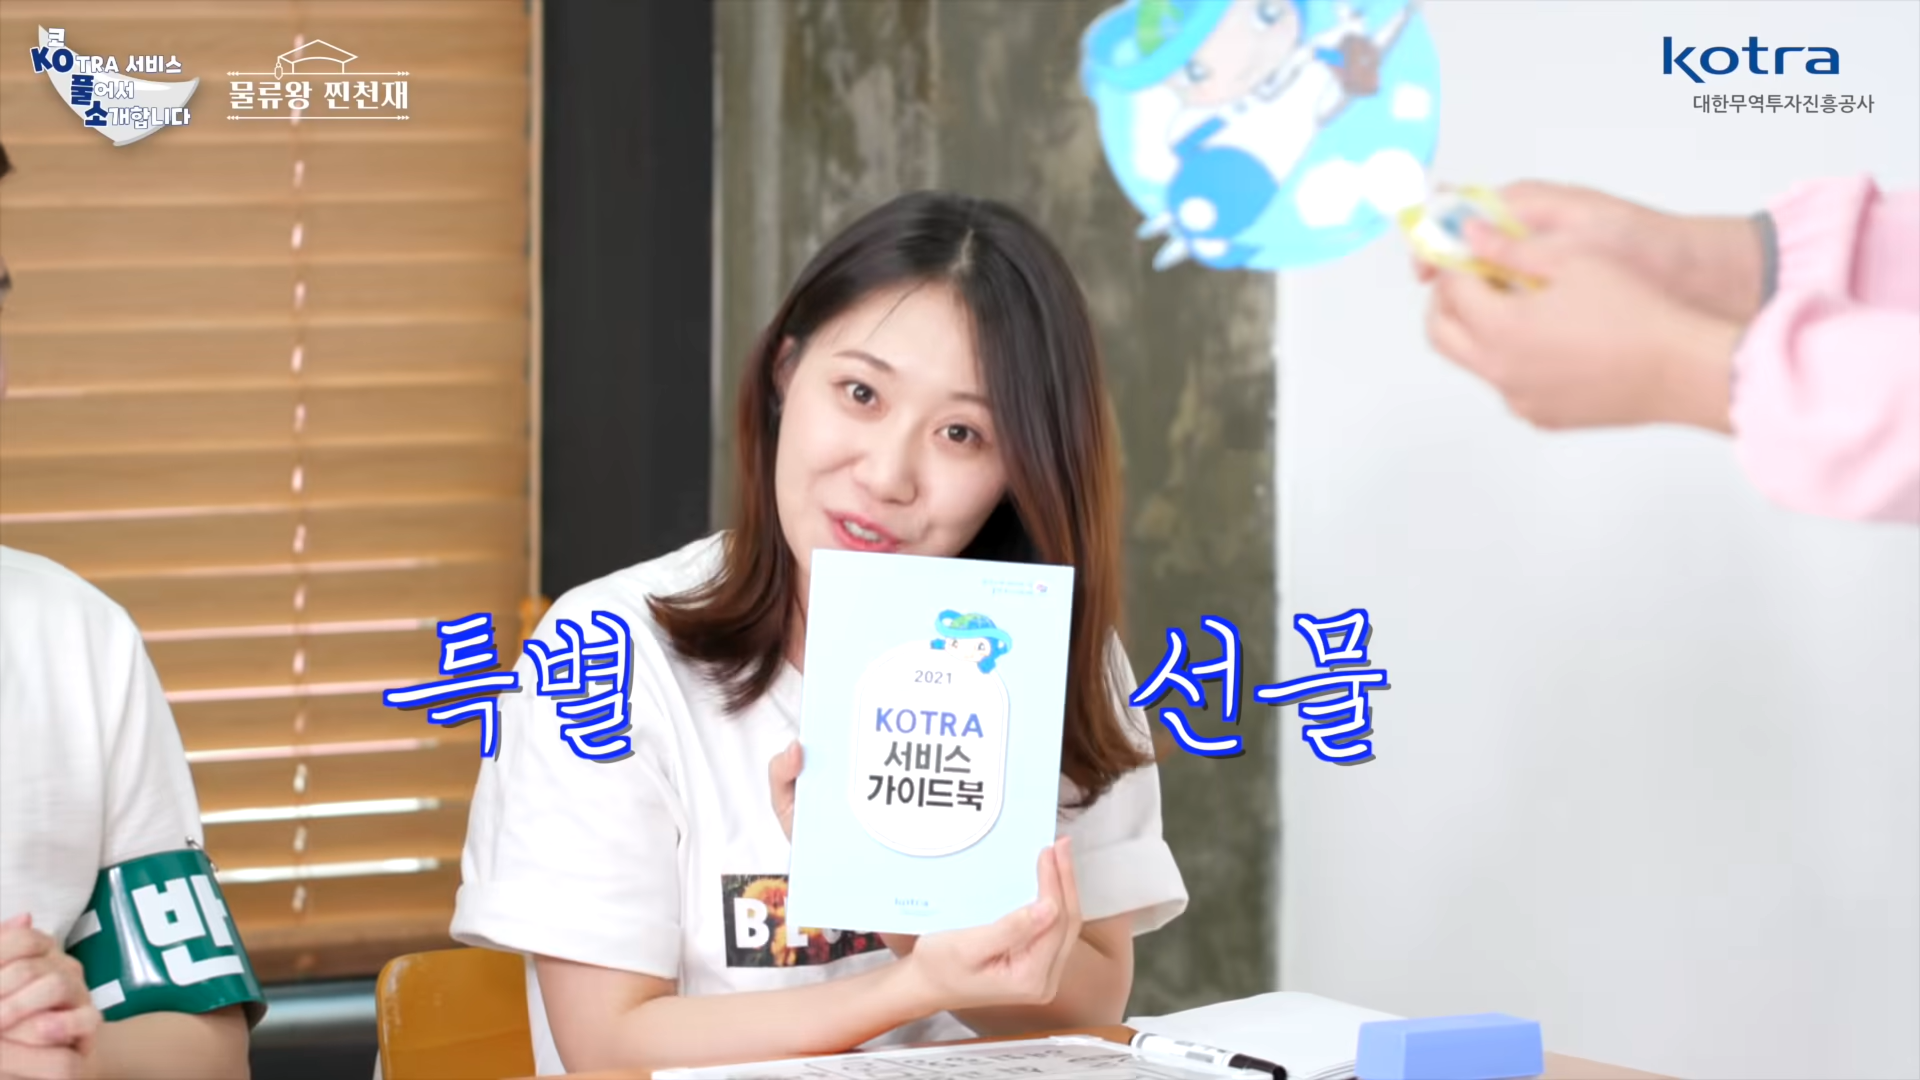 코
KOTRA 서비스
풀어서
소개합니다
물류왕 찐천재
kotra
대한무역투자진흥공사
특별 선물
2021
KOTRA
서비스
가이드북
kotra
반